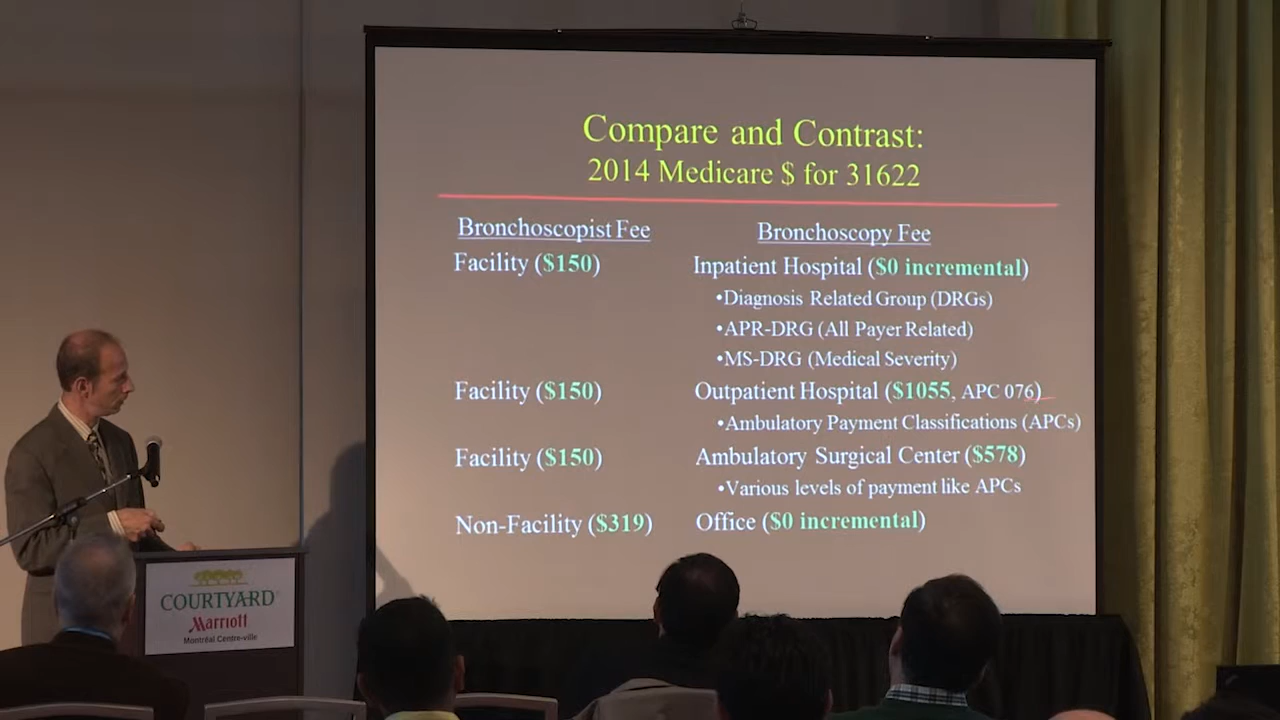 Compare and Contrast:
2014 Medicare $ for 31622
Bronchoscopist Fee
Bronchoscopy Fee
Facility ($150)
Inpatient Hospital ($0 incremental)
•Diagnosis Related Group (DRGs)
•APR-DRG (All Payer Related)
•MS-DRG (Medical Severity)
Facility ($150)
Outpatient Hospital ($1055, APC 076)
•Ambulatory Payment Classifications (APCs)
Facility ($150)
Ambulatory Surgical Center ($578)
•Various levels of payment like APCs
Non-Facility ($319)
Office ($0 incremental)
COURTYARD
Marriott
Montréal Centre-ville